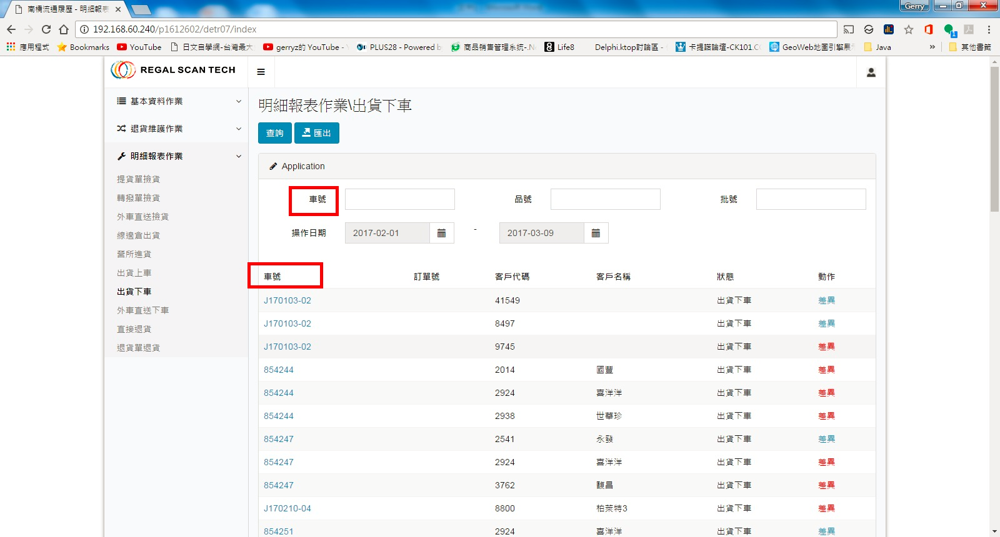 Gerry
南橋流通履歷 - 明細報表
192.168.60.240/p1612602/detr07/index
應用程式 Bookmarks YouTube 日文自學網-台灣最大 gerryz的 YouTube - PLUS28 - Powered b 商品銷售管理系統-.N Life8 Delphi.ktop討論區 - 卡提諾論壇-CK101.C GeoWeb地圖引擎展示 Java » 其他書籤
REGAL SCAN TECH
基本資料作業
退貨維護作業
明細報表作業
提貨單撿貨
轉撥單撿貨
外車直送撿貨
線邊倉出貨
營所進貨
出貨上車
出貨下車
外車直送下車
直接退貨
退貨單退貨
明細報表作業\出貨下車
查詢 匯出
Application
車號 品號 批號
操作日期 2017-02-01 - 2017-03-09
車號 訂單號 客戶代碼 客戶名稱 狀態 動作
J170103-02 41549 出貨下車 差異
J170103-02 8497 出貨下車 差異
J170103-02 9745 出貨下車 差異
854244 2014 國豐 出貨下車 差異
854244 2924 喜洋洋 出貨下車 差異
854244 2938 世華珍 出貨下車 差異
854247 2541 永發 出貨下車 差異
854247 2924 喜洋洋 出貨下車 差異
854247 3762 馥昌 出貨下車 差異
J170210-04 8800 柏萊特3 出貨下車 差異
854251 2924 喜洋洋 出貨下車 差異